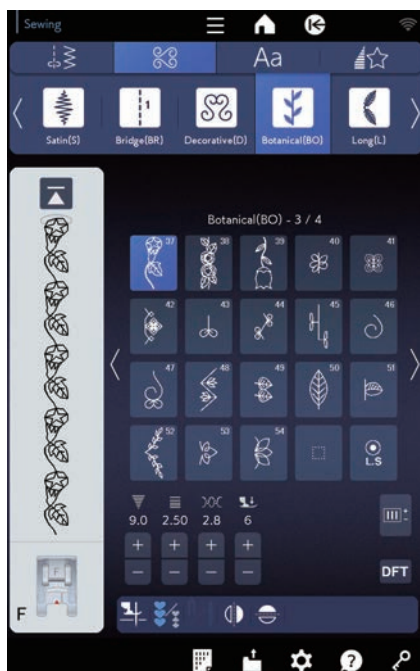 Sewing
Aa
1
Satin(S) Bridge(BR) Decorative(D) Botanical(BO) Long(L)
Botanical(BO) - 3 / 4
37 38 39 40 41
42 43 44 45 46
47 48 49 50 51
52 53 54
L.S
9.0 2.50 2.8 6
+ + + +
− − − −
DFT
F
F
?